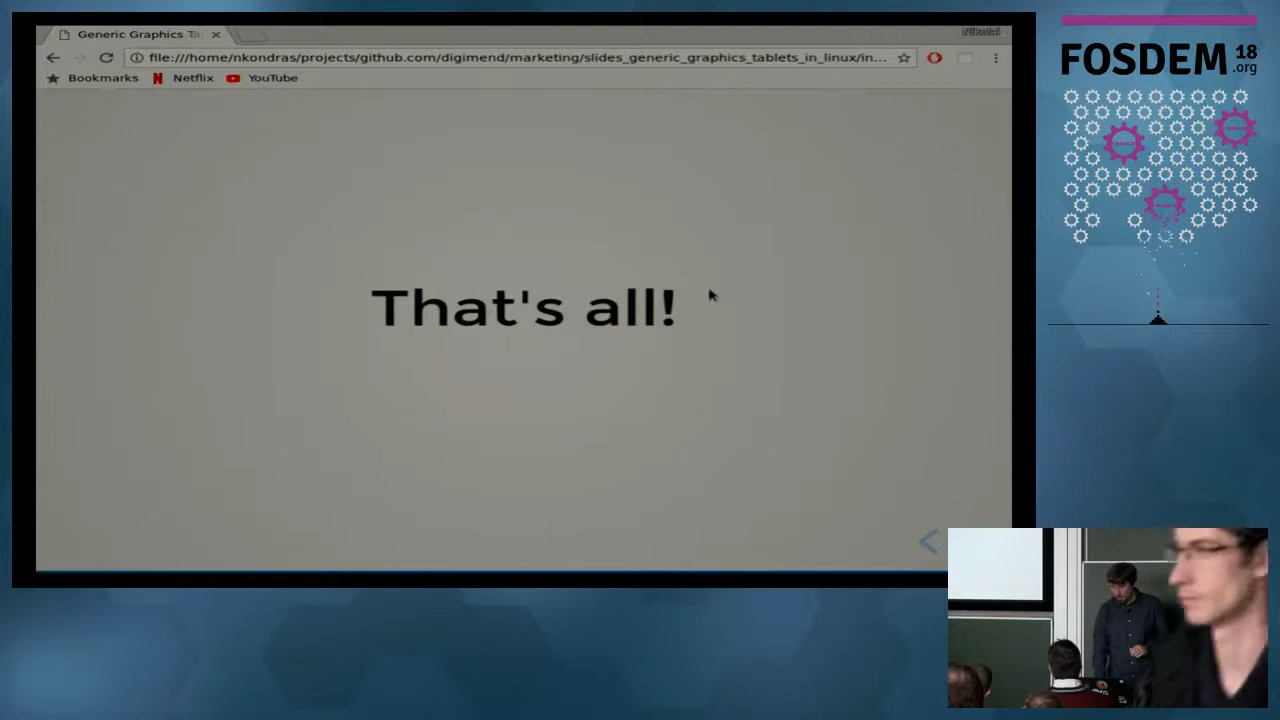 Generic Graphics Ta
Nikolai
file:///home/nkondras/projects/github.com/digimend/marketing/slides_generic_graphics_tablets_in_linux/in...
Bookmarks Netflix YouTube
That's all!
FOSDEM 18
.org